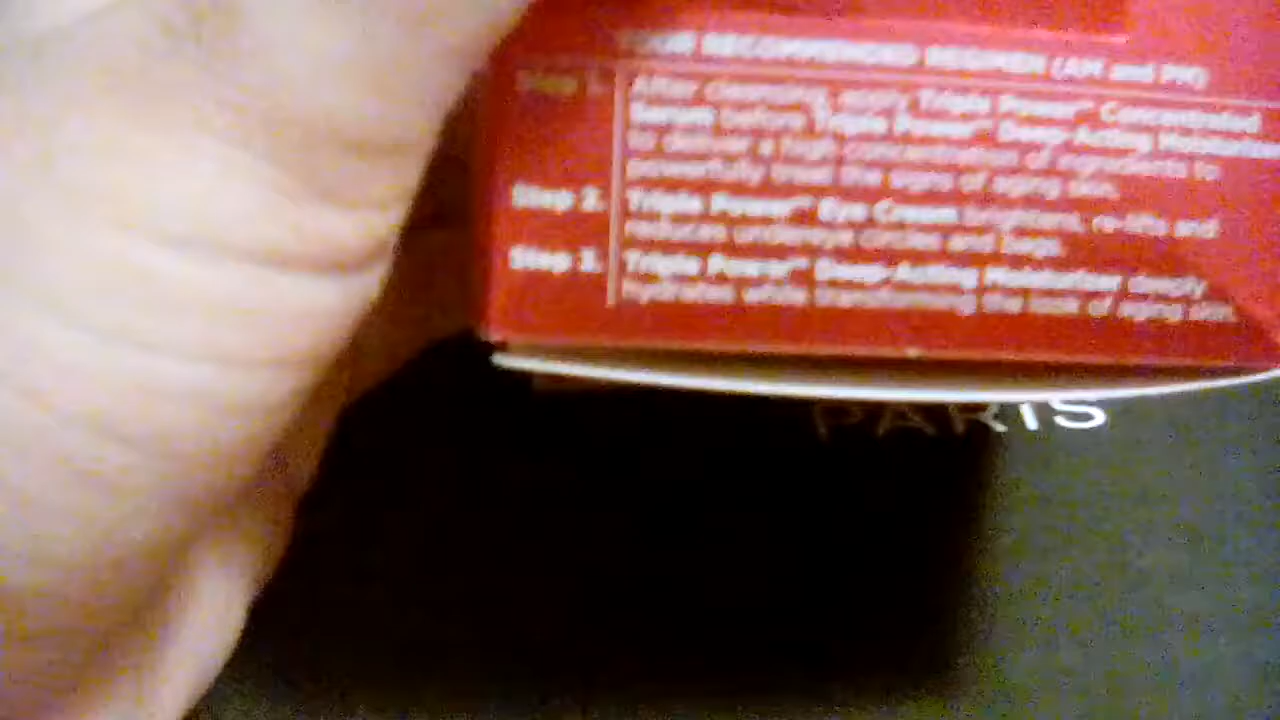 YOUR RECOMMENDED REGIMEN (AM and PM)
Step 1. After cleansing, apply Triple Power™ Concentrated
Serum before Triple Power™ Deep-Acting Moisturizer
to deliver a high concentration of ingredients to
powerfully treat the signs of aging skin.
Step 2. Triple Power™ Eye Cream brightens, re-lifts and
reduces undereye circles and bags.
Step 3. Triple Power™ Deep-Acting Moisturizer deeply
hydrates while transforming the look of aging skin.
PARIS